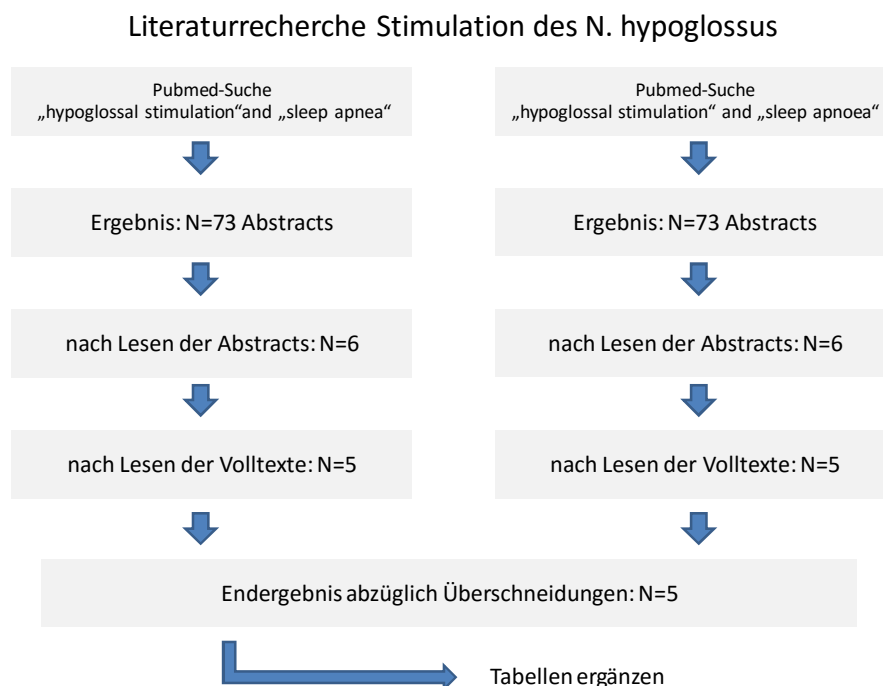 Literaturrecherche Stimulation des N. hypoglossus
Pubmed-Suche
„hypoglossal stimulation“and „sleep apnea“
Pubmed-Suche
„hypoglossal stimulation“ and „sleep apnoea“
Ergebnis: N=73 Abstracts
Ergebnis: N=73 Abstracts
nach Lesen der Abstracts: N=6
nach Lesen der Abstracts: N=6
nach Lesen der Volltexte: N=5
nach Lesen der Volltexte: N=5
Endergebnis abzüglich Überschneidungen: N=5
Tabellen ergänzen